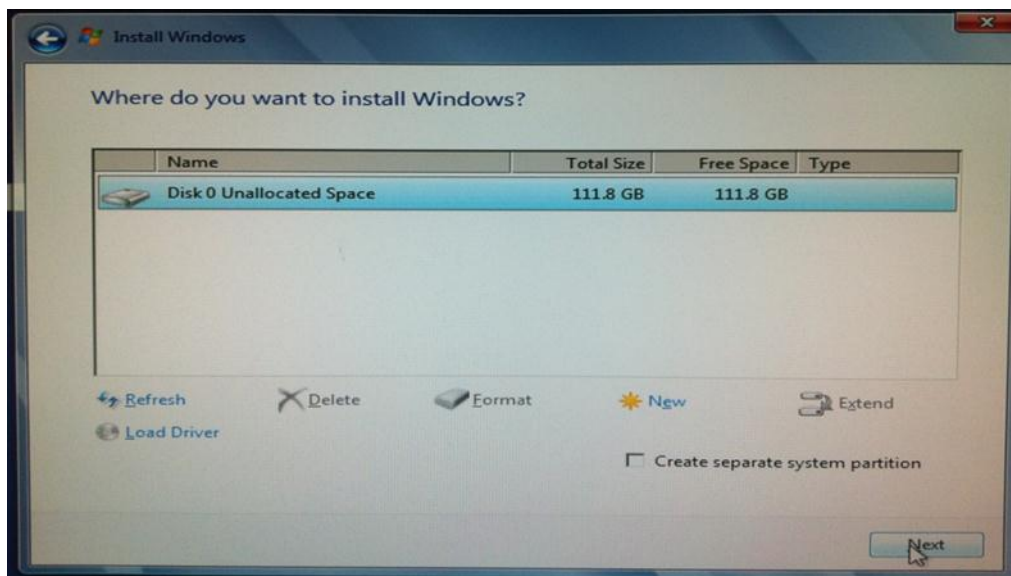 Install Windows
Where do you want to install Windows?
Name Total Size Free Space Type
Disk 0 Unallocated Space 111.8 GB 111.8 GB
Refresh Delete Format New Extend
Load Driver
Create separate system partition
Next